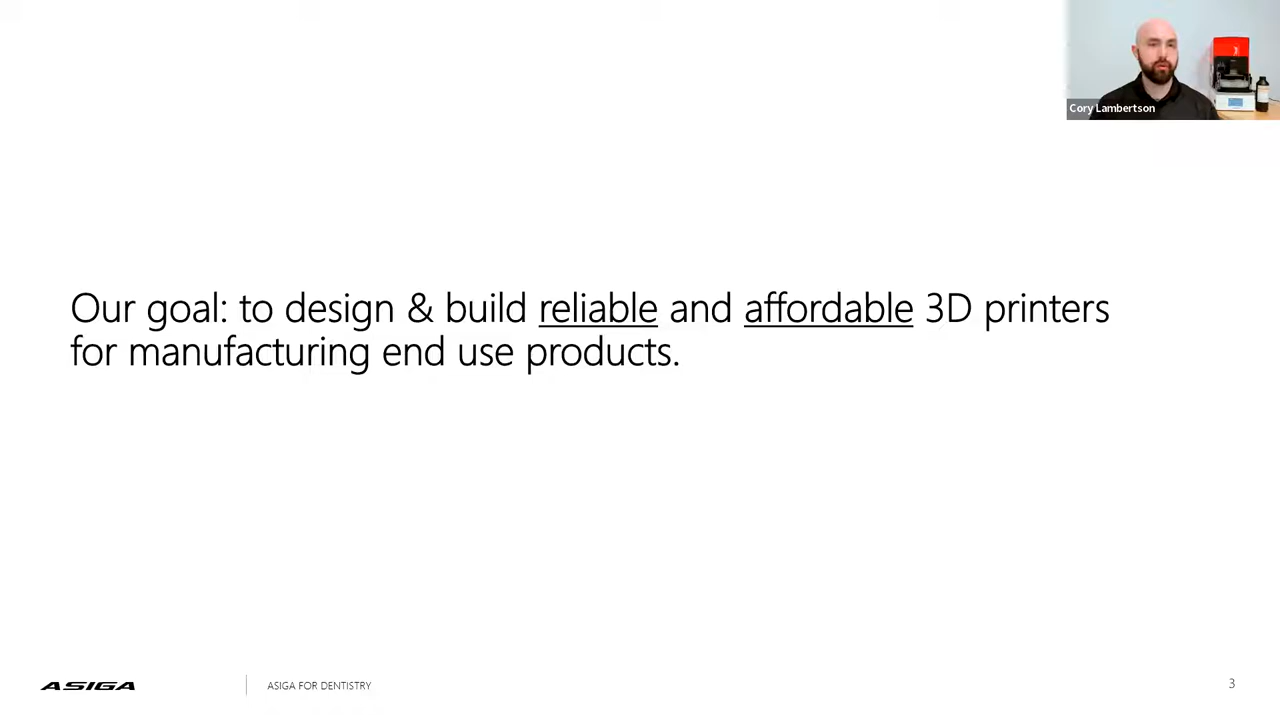 Cory Lambertson
Our goal: to design & build reliable and affordable 3D printers
for manufacturing end use products.
ASIGA
ASIGA FOR DENTISTRY
3